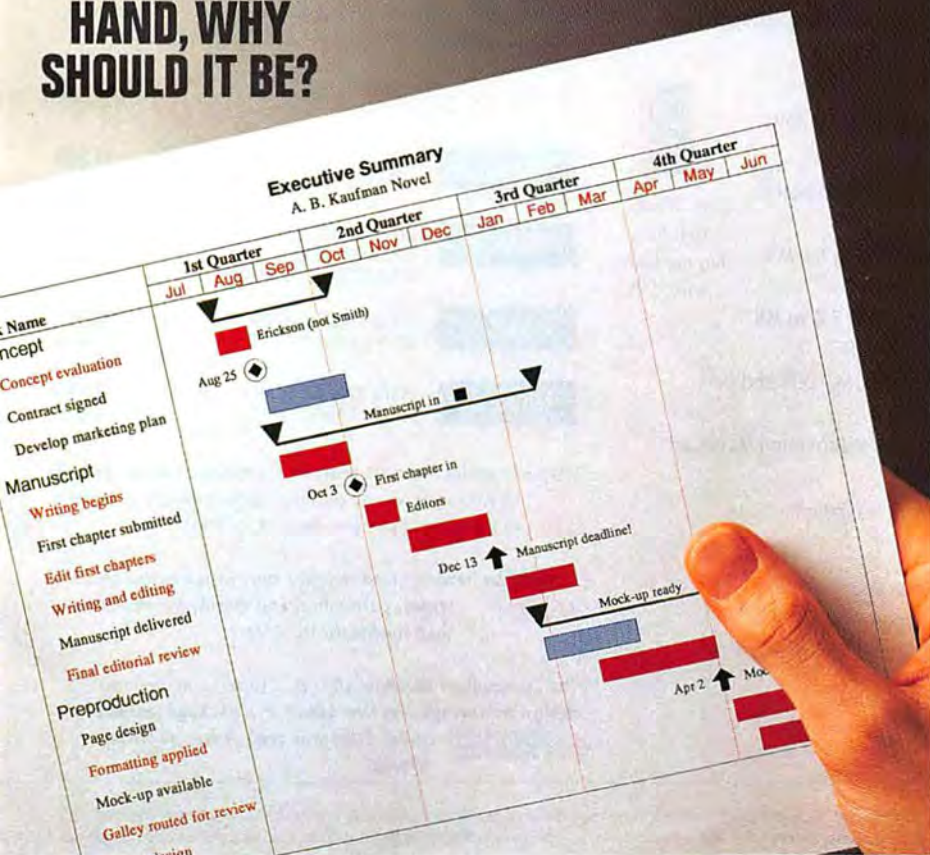 HAND, WHY
SHOULD IT BE?
Executive Summary
A. B. Kaufman Novel
1st Quarter 2nd Quarter 3rd Quarter 4th Quarter
Jul Aug Sep Oct Nov Dec Jan Feb Mar Apr May Jun
Name
Concept evaluation
Erickson (not Smith)
Contract signed
Aug 25
Develop marketing plan
Manuscript
Manuscript in
Writing begins
First chapter submitted
Oct 3 First chapter in
Edit first chapters
Editors
Writing and editing
Manuscript delivered
Dec 13 Manuscript deadline!
Final editorial review
Preproduction
Mock-up ready
Page design
Formatting applied
Mock-up available
Apr 2
Galley routed for review